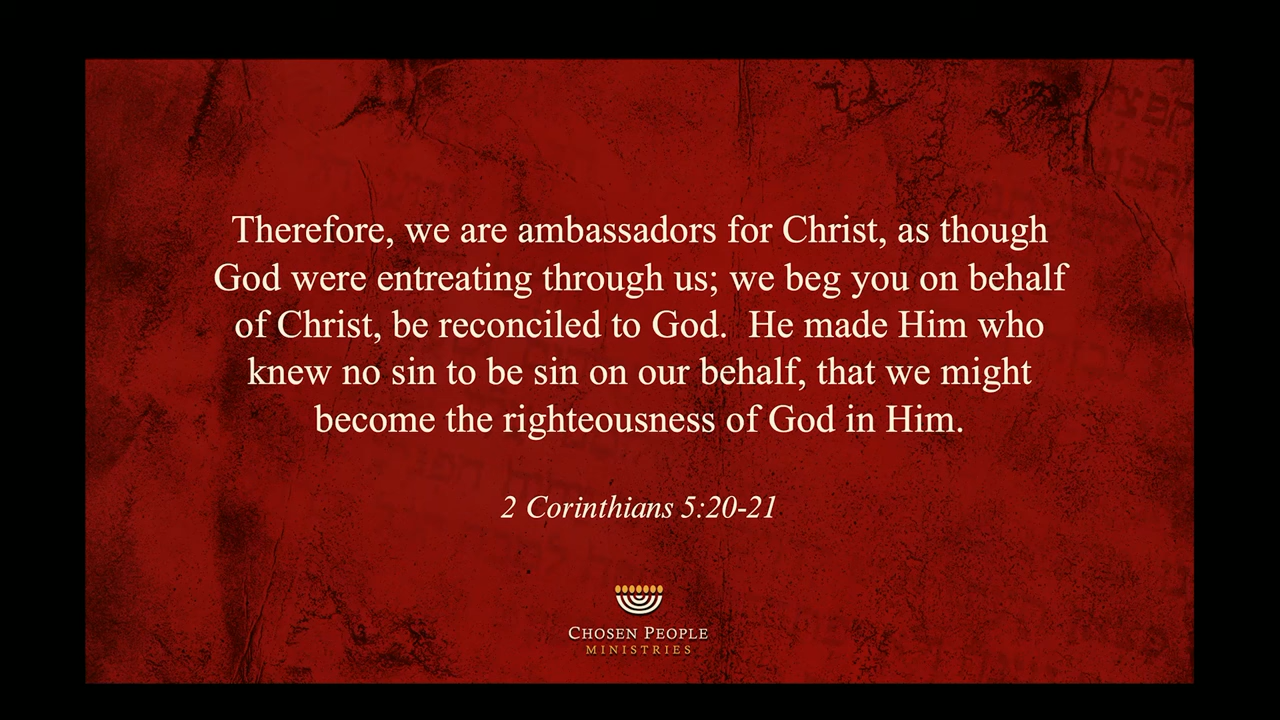 Therefore, we are ambassadors for Christ, as though
God were entreating through us; we beg you on behalf
of Christ, be reconciled to God.  He made Him who
knew no sin to be sin on our behalf, that we might
become the righteousness of God in Him.
2 Corinthians 5:20-21
CHOSEN PEOPLE
MINISTRIES